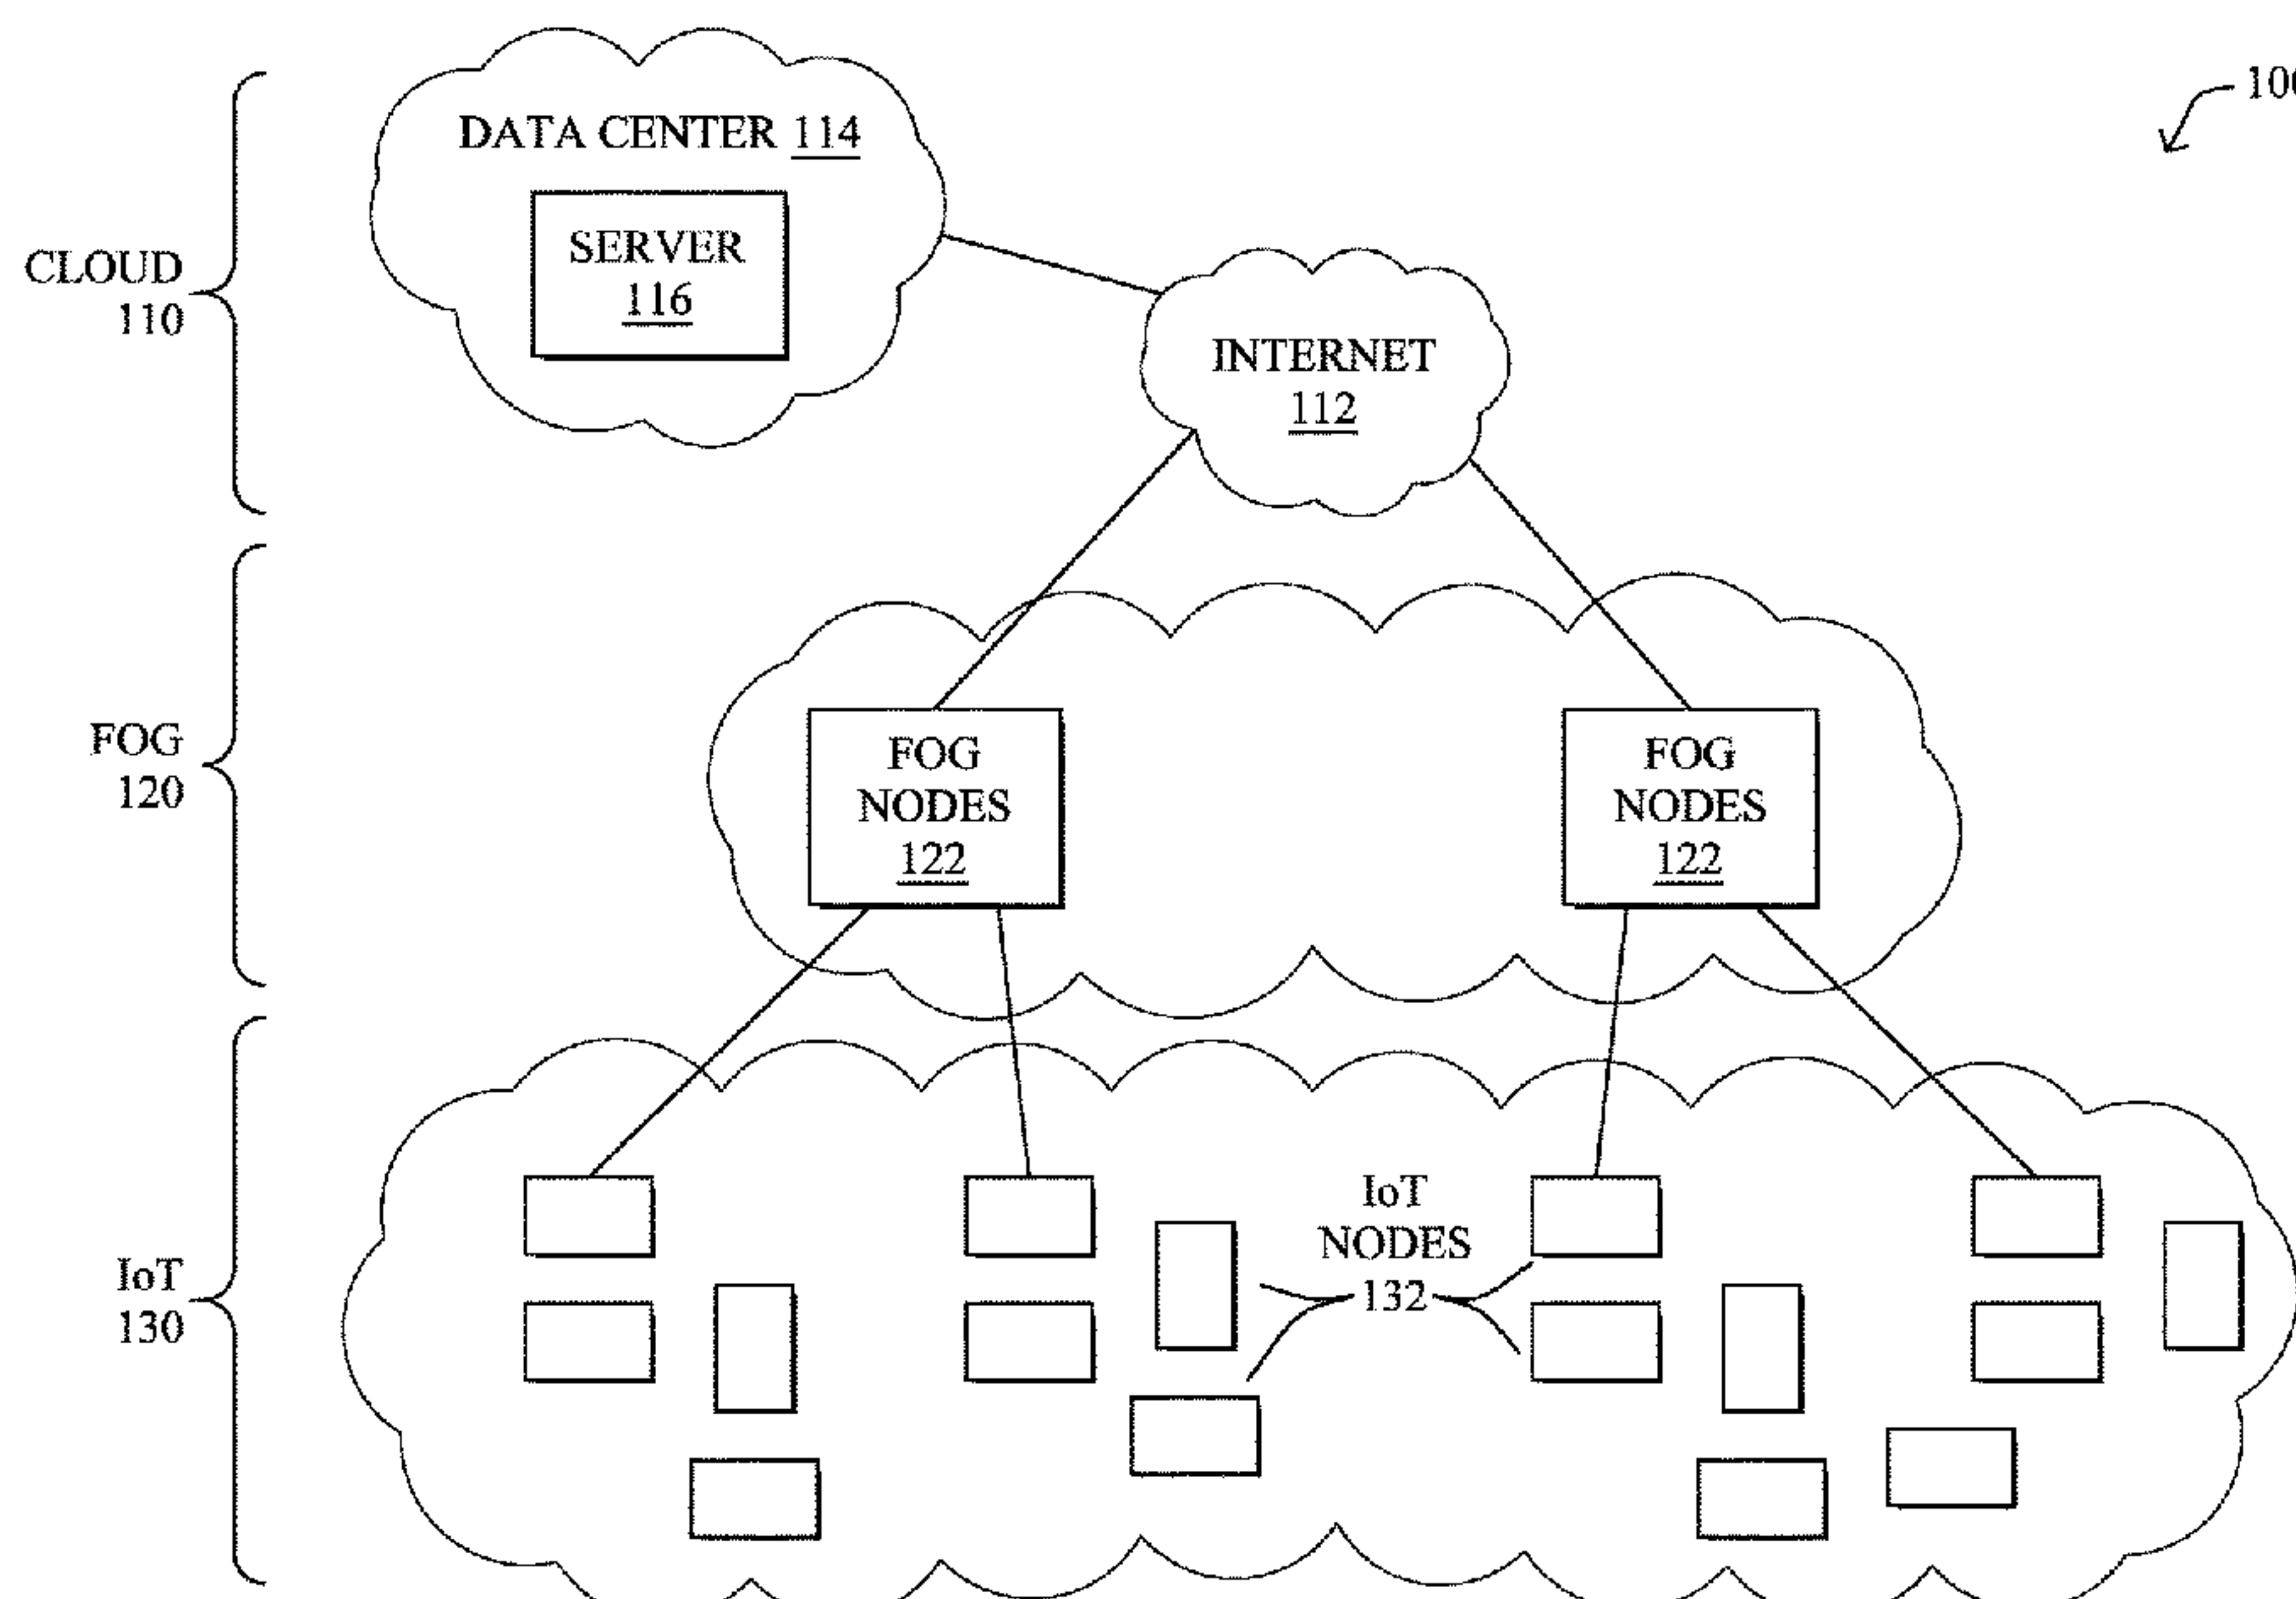 100
DATA CENTER 114
SERVER
116
CLOUD
110
INTERNET
112
FOG
120
FOG
NODES
122
FOG
NODES
122
IoT
130
IoT
NODES
132